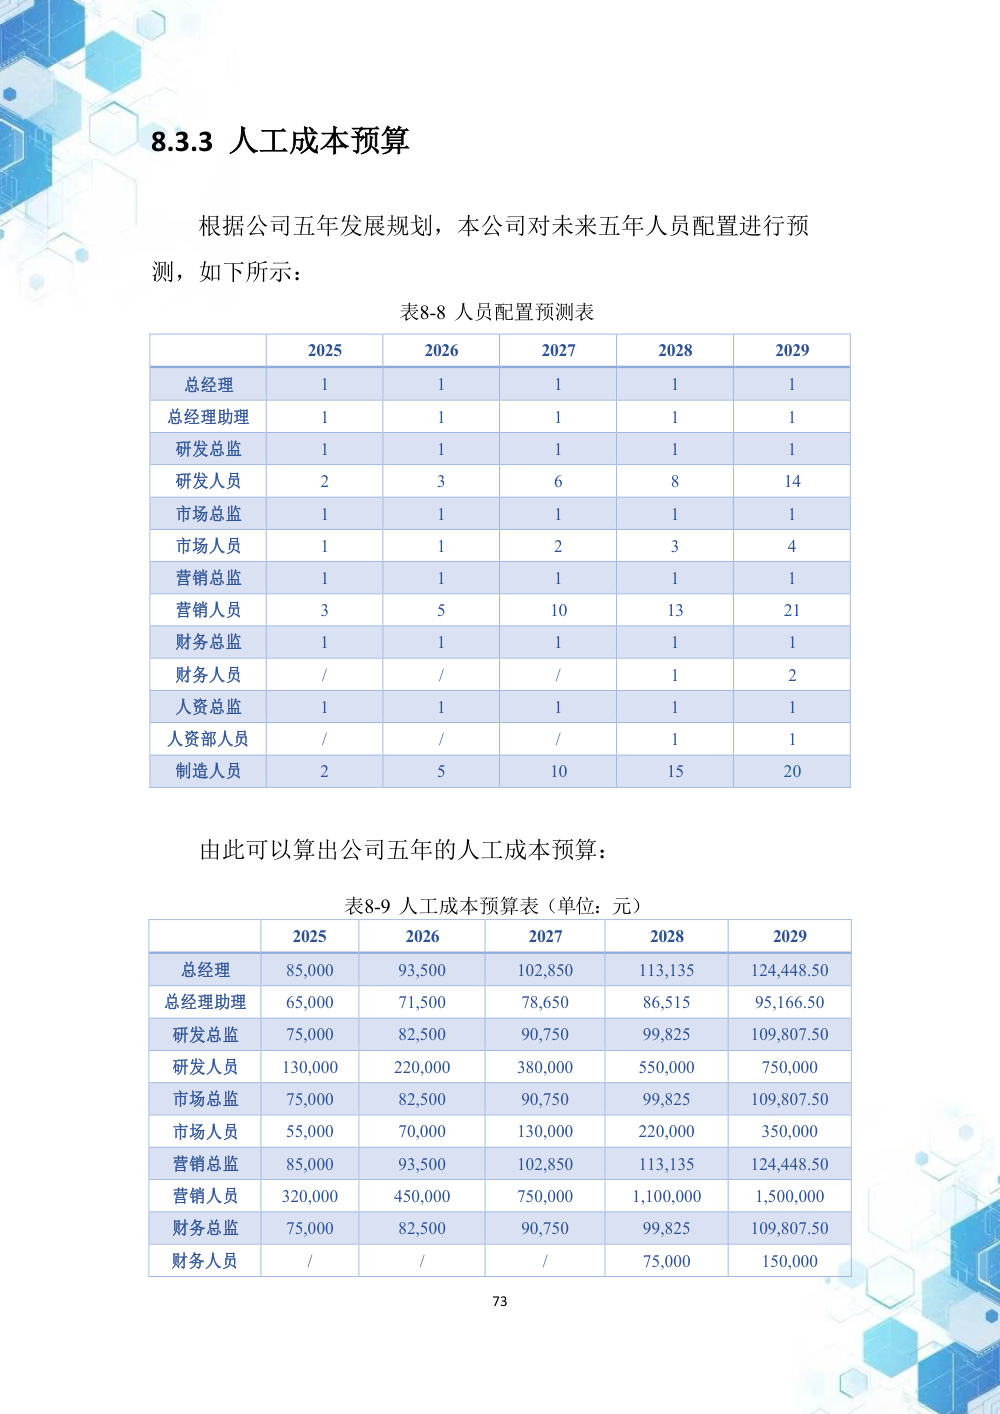 8.3.3 人工成本预算
根据公司五年发展规划，本公司对未来五年人员配置进行预
测，如下所示：
表8-8 人员配置预测表
2025 2026 2027 2028 2029
总经理 1 1 1 1 1
总经理助理 1 1 1 1 1
研发总监 1 1 1 1 1
研发人员 2 3 6 8 14
市场总监 1 1 1 1 1
市场人员 1 1 2 3 4
营销总监 1 1 1 1 1
营销人员 3 5 10 13 21
财务总监 1 1 1 1 1
财务人员 / / / 1 2
人资总监 1 1 1 1 1
人资部人员 / / / 1 1
制造人员 2 5 10 15 20
由此可以算出公司五年的人工成本预算：
表8-9 人工成本预算表（单位：元）
2025 2026 2027 2028 2029
总经理 85,000 93,500 102,850 113,135 124,448.50
总经理助理 65,000 71,500 78,650 86,515 95,166.50
研发总监 75,000 82,500 90,750 99,825 109,807.50
研发人员 130,000 220,000 380,000 550,000 750,000
市场总监 75,000 82,500 90,750 99,825 109,807.50
市场人员 55,000 70,000 130,000 220,000 350,000
营销总监 85,000 93,500 102,850 113,135 124,448.50
营销人员 320,000 450,000 750,000 1,100,000 1,500,000
财务总监 75,000 82,500 90,750 99,825 109,807.50
财务人员 / / / 75,000 150,000
73